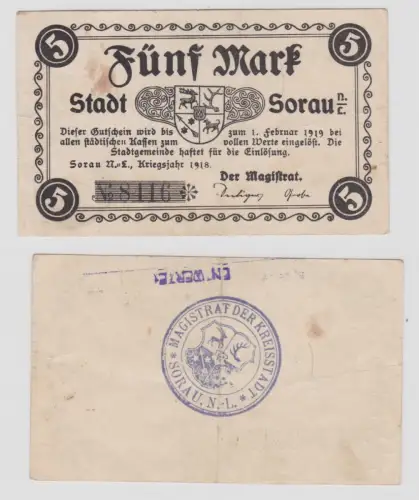 5 5
Fünf Mark
Stadt Sorau N./L.
Dieser Gutschein wird bis zum 1. Februar 1919 bei
allen städtischen Kassen zum vollen Werte eingelöst. Die
Stadtgemeinde haftet für die Einlösung.
Sorau N.-L., Kriegsjahr 1918.
Der Magistrat.
No 8116 ✻
5 5
ENTWERTET
* MAGISTRAT DER KREISSTADT *
SORAU, N.-L.